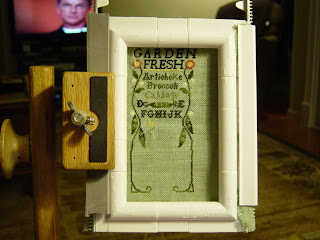 GARDEN
FRESH
Artichoke
Broccoli
Cabbage
FGHIJK